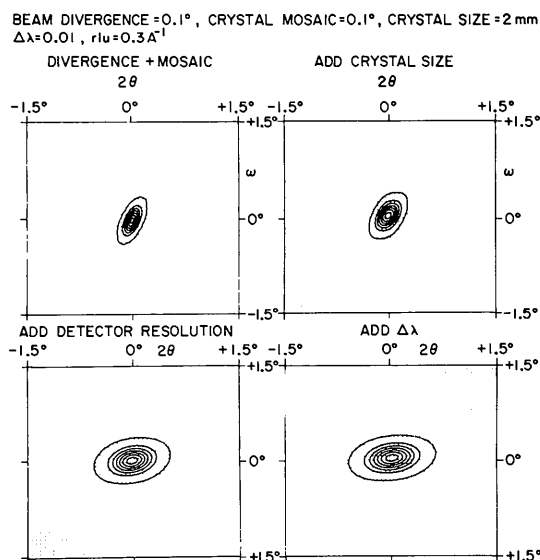 BEAM DIVERGENCE=0.1°, CRYSTAL MOSAIC=0.1°, CRYSTAL SIZE=2mm
Δλ=0.01, rlu=0.3A⁻¹
DIVERGENCE + MOSAIC ADD CRYSTAL SIZE
2θ 2θ
-1.5° 0° +1.5° -1.5° 0° +1.5°
+1.5° +1.5°
ω ω
0° 0°
-1.5° -1.5°
ADD DETECTOR RESOLUTION ADD Δλ
-1.5° 0° 2θ +1.5° -1.5° 0° 2θ +1.5°
+1.5° +1.5°
0° 0°
+1.5° +1.5°